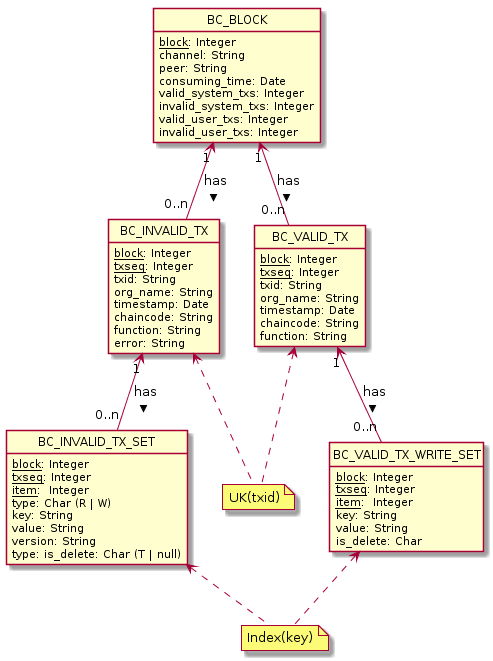 BC_BLOCK
block: Integer
channel: String
peer: String
consuming_time: Date
valid_system_txs: Integer
invalid_system_txs: Integer
valid_user_txs: Integer
invalid_user_txs: Integer
1
1
has
has
0..n
0..n
BC_INVALID_TX
block: Integer
txseq: Integer
txid: String
org_name: String
timestamp: Date
chaincode: String
function: String
error: String
BC_VALID_TX
block: Integer
txseq: Integer
txid: String
org_name: String
timestamp: Date
chaincode: String
function: String
1
1
has
has
0..n
0..n
BC_INVALID_TX_SET
block: Integer
txseq: Integer
item:  Integer
type: Char (R | W)
key: String
value: String
version: String
type: is_delete: Char (T | null)
UK(txid)
BC_VALID_TX_WRITE_SET
block: Integer
txseq: Integer
item:  Integer
key: String
value: String
is_delete: Char
Index(key)